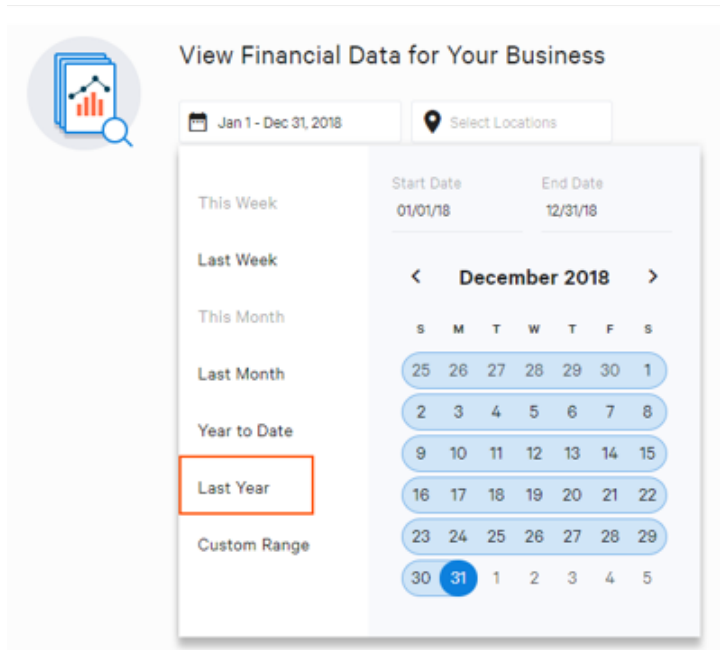 View Financial Data for Your Business
Jan 1 - Dec 31, 2018
Select Locations
This Week
Last Week
This Month
Last Month
Year to Date
Last Year
Custom Range
Start Date
End Date
01/01/18
12/31/18
< December 2018 >
S M T W T F S
25 26 27 28 29 30 1
2 3 4 5 6 7 8
9 10 11 12 13 14 15
16 17 18 19 20 21 22
23 24 25 26 27 28 29
30 31 1 2 3 4 5